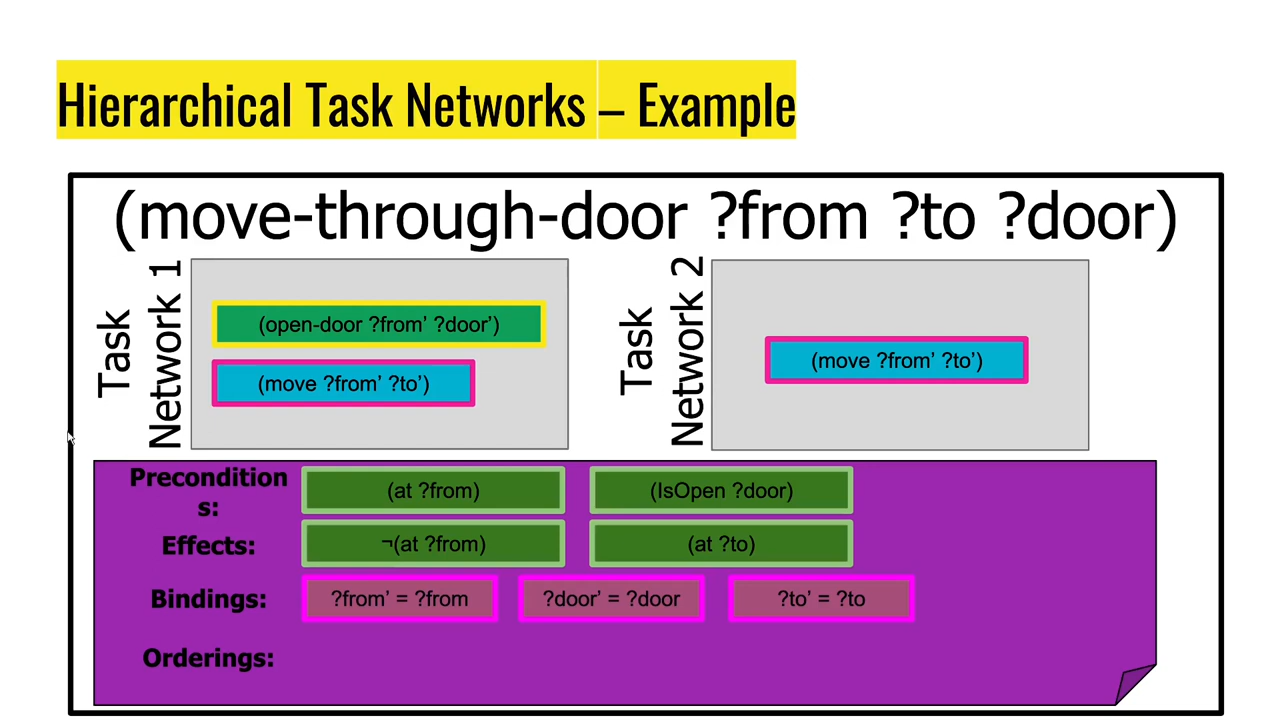 Hierarchical Task Networks – Example
(move-through-door ?from ?to ?door)
Task
Network 1
(open-door ?from’ ?door’)
(move ?from’ ?to’)
Task
Network 2
(move ?from’ ?to’)
Precondition
s:
(at ?from)
(IsOpen ?door)
Effects:
¬(at ?from)
(at ?to)
Bindings:
?from’ = ?from
?door’ = ?door
?to’ = ?to
Orderings: